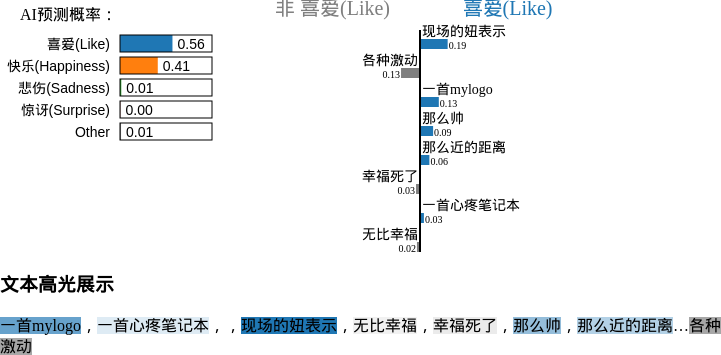 AI预测概率：
喜爱(Like) 0.56
快乐(Happiness) 0.41
悲伤(Sadness) 0.01
惊讶(Surprise) 0.00
Other 0.01
非 喜爱(Like) 喜爱(Like)
现场的妞表示
0.19
各种激动
0.13
一首mylogo
0.13
那么帅
0.09
那么近的距离
0.06
幸福死了
0.03
一首心疼笔记本
0.03
无比幸福
0.02
文本高光展示
一首mylogo，一首心疼笔记本，，现场的妞表示，无比幸福，幸福死了，那么帅，那么近的距离…各种
激动